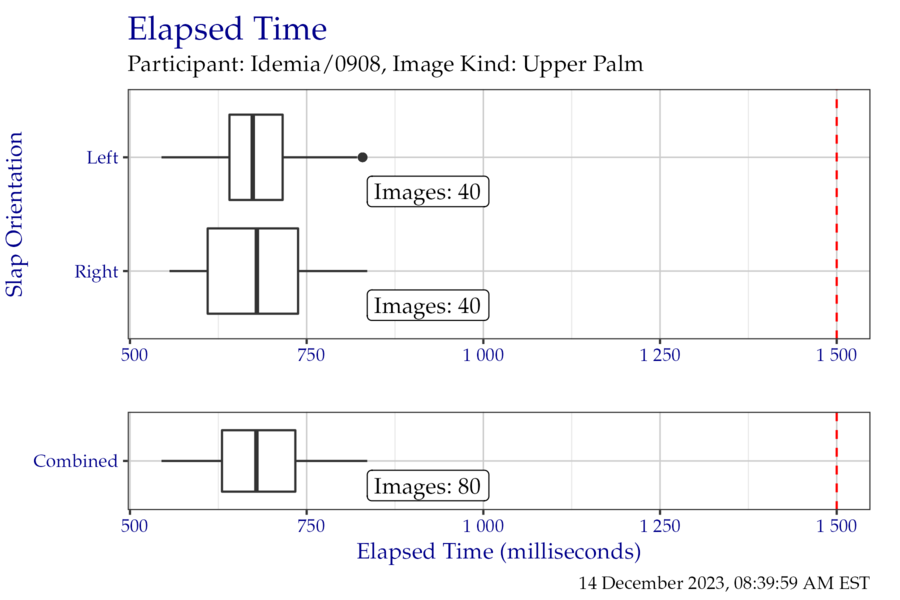 Elapsed Time
Participant: Idemia/0908, Image Kind: Upper Palm
Slap Orientation
Left
Images: 40
Right
Images: 40
500 750 1 000 1 250 1 500
Combined
Images: 80
500 750 1 000 1 250 1 500
Elapsed Time (milliseconds)
14 December 2023, 08:39:59 AM EST